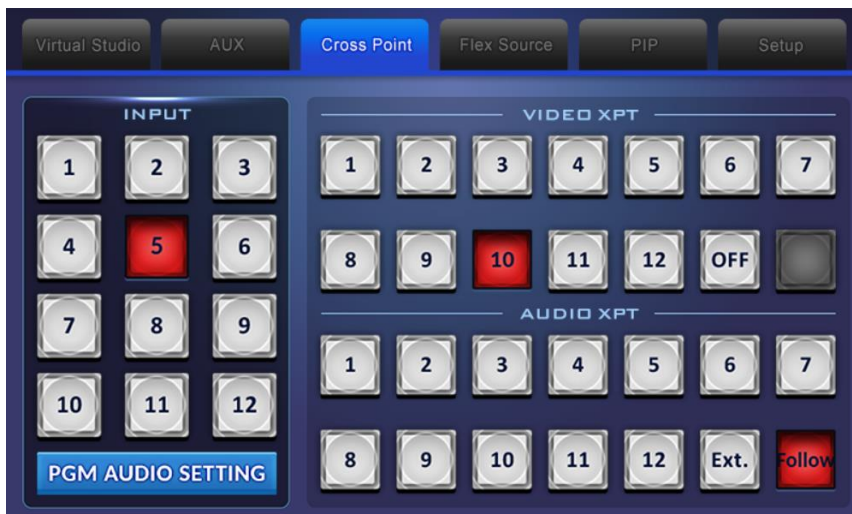 Virtual Studio AUX Cross Point Flex Source PIP Setup
INPUT
1 2 3
4 5 6
7 8 9
10 11 12
PGM AUDIO SETTING
VIDEO XPT
1 2 3 4 5 6 7
8 9 10 11 12 OFF
AUDIO XPT
1 2 3 4 5 6 7
8 9 10 11 12 Ext. Follow